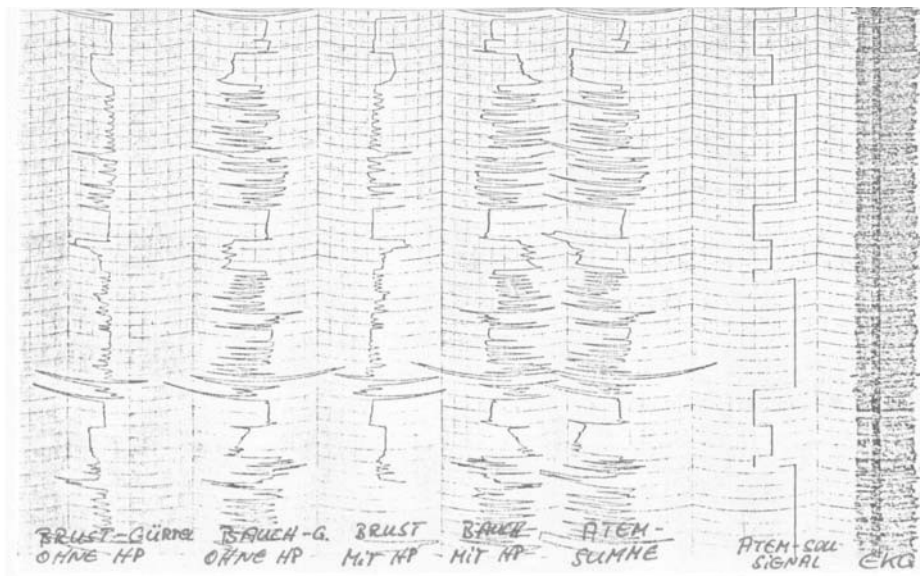 BRUST-GÜRTEL
OHNE HP
BAUCH-G.
OHNE HP
BRUST
MIT HP
BAUCH
MIT HP
ATEM-
SUMME
ATEM-SOLL
SIGNAL
EKG